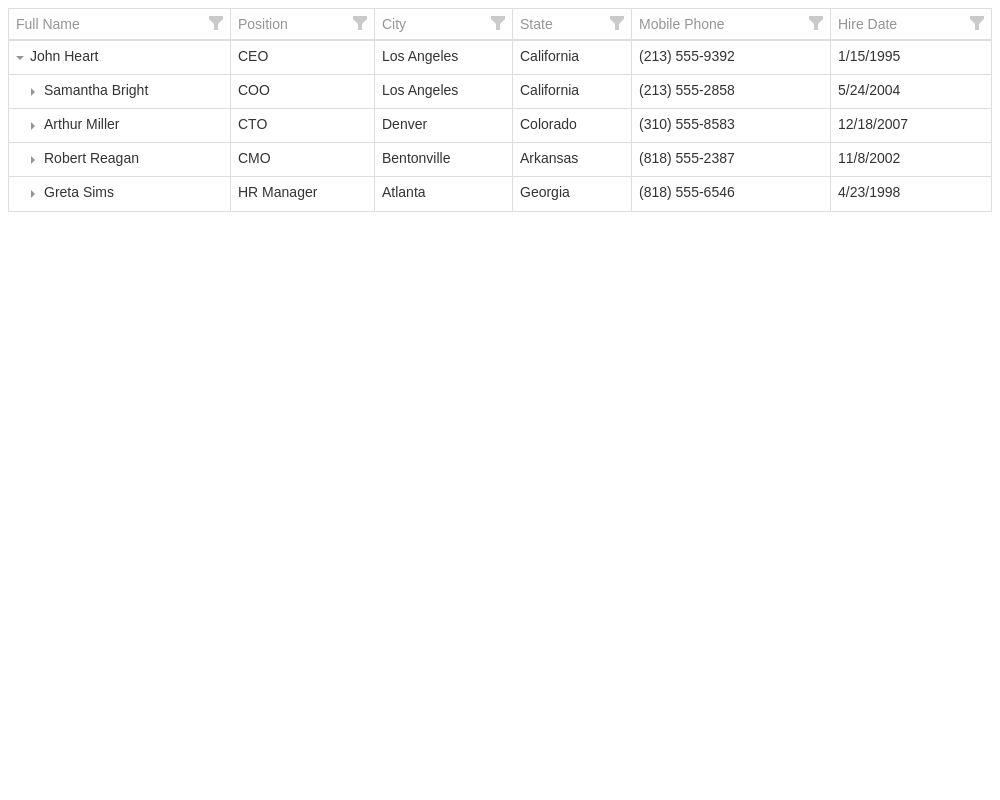 Full Name Position City State Mobile Phone Hire Date
John Heart CEO Los Angeles California (213) 555-9392 1/15/1995
Samantha Bright COO Los Angeles California (213) 555-2858 5/24/2004
Arthur Miller CTO Denver Colorado (310) 555-8583 12/18/2007
Robert Reagan CMO Bentonville Arkansas (818) 555-2387 11/8/2002
Greta Sims HR Manager Atlanta Georgia (818) 555-6546 4/23/1998